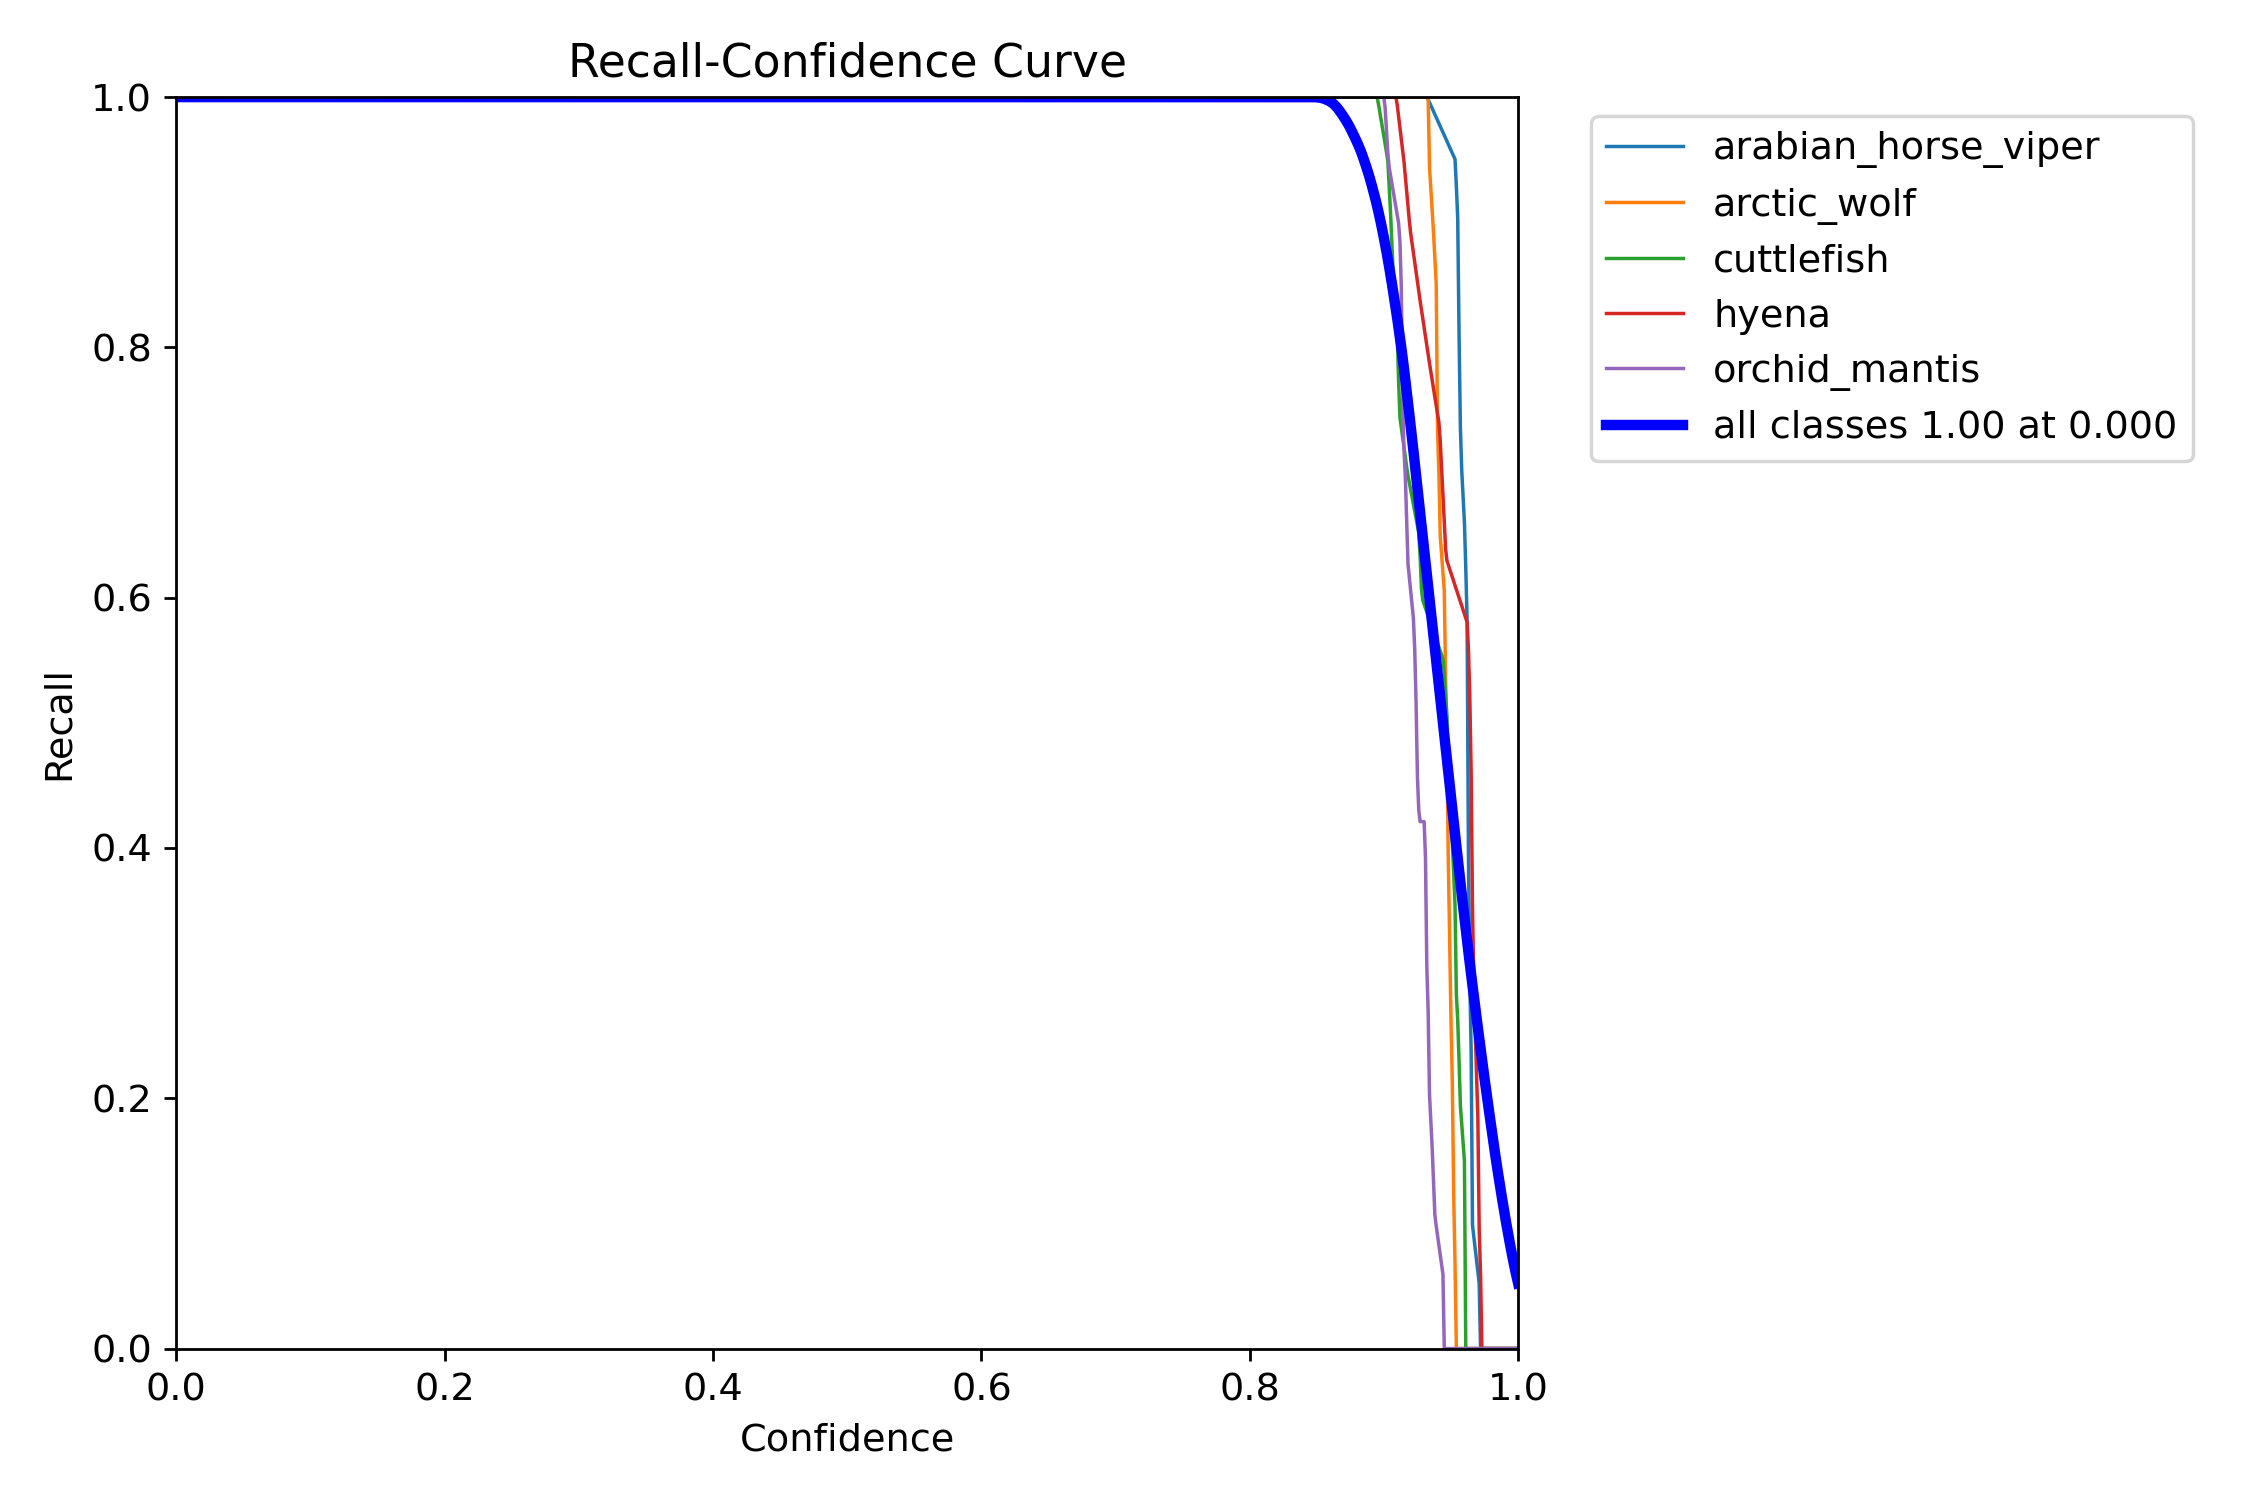 Recall-Confidence Curve
1.0
0.8
0.6
0.4
0.2
0.0
Recall
0.0 0.2 0.4 0.6 0.8 1.0
Confidence
arabian_horse_viper
arctic_wolf
cuttlefish
hyena
orchid_mantis
all classes 1.00 at 0.000